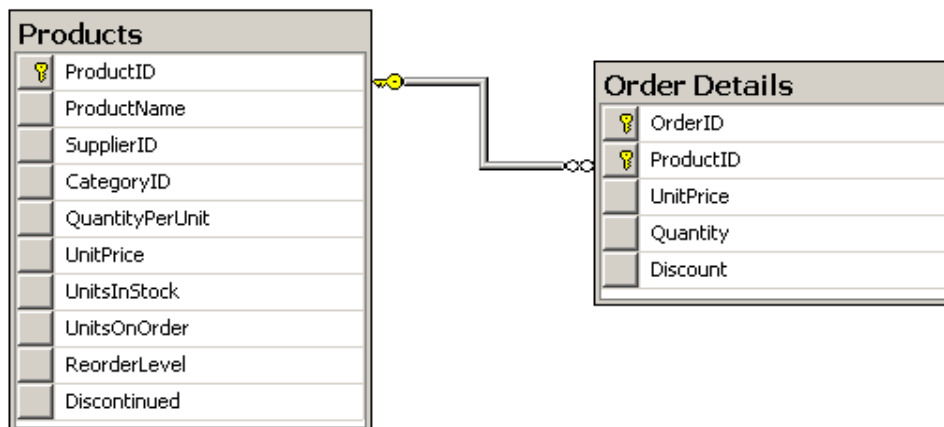 Products
ProductID
ProductName
SupplierID
CategoryID
QuantityPerUnit
UnitPrice
UnitsInStock
UnitsOnOrder
ReorderLevel
Discontinued
Order Details
OrderID
ProductID
UnitPrice
Quantity
Discount